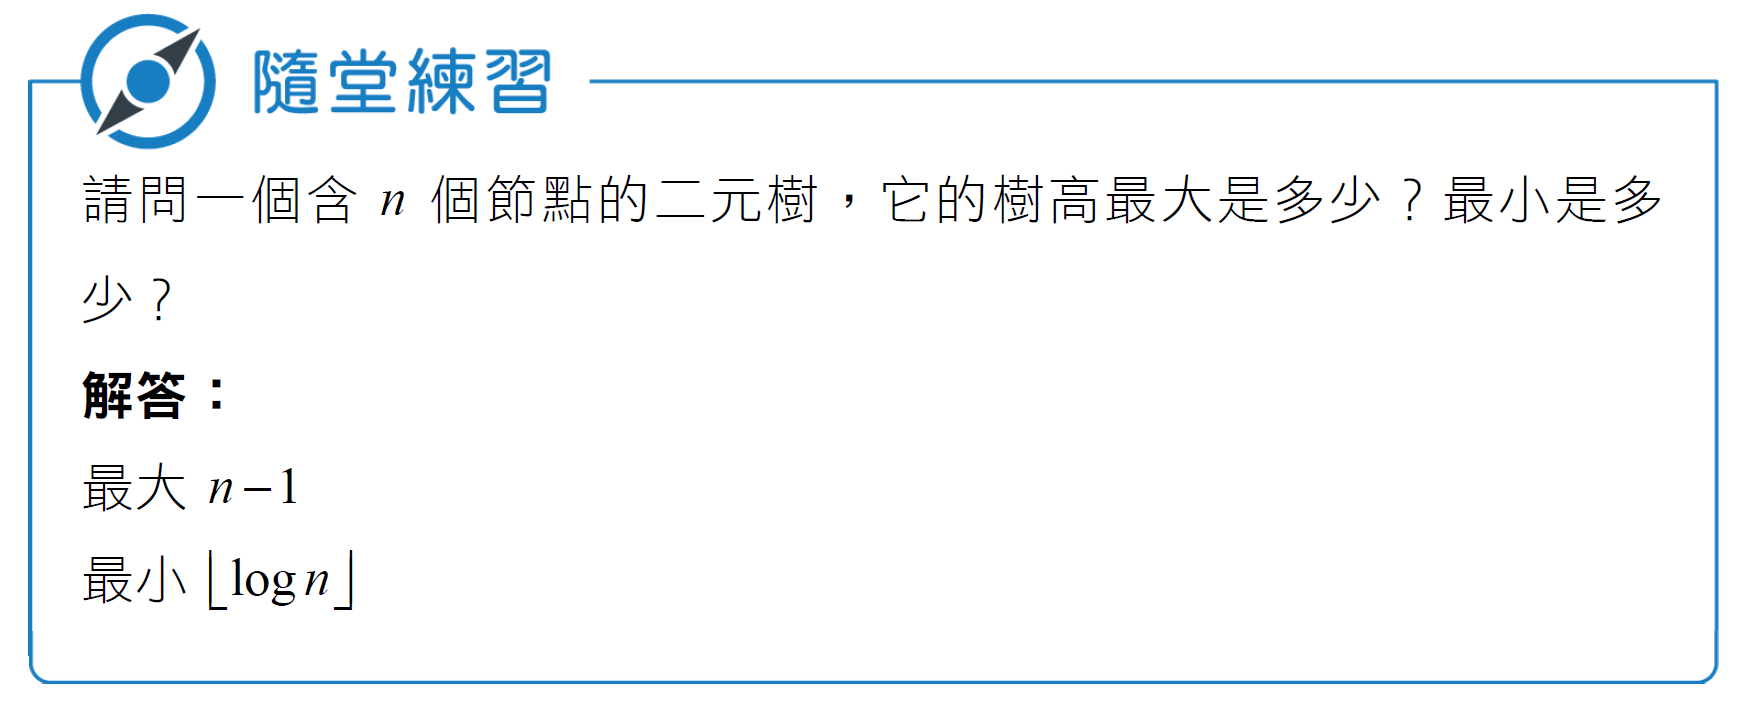 隨堂練習
請問一個含 n 個節點的二元樹，它的樹高最大是多少？最小是多
少？
解答：
最大 n−1
最小 ⌊log n⌋